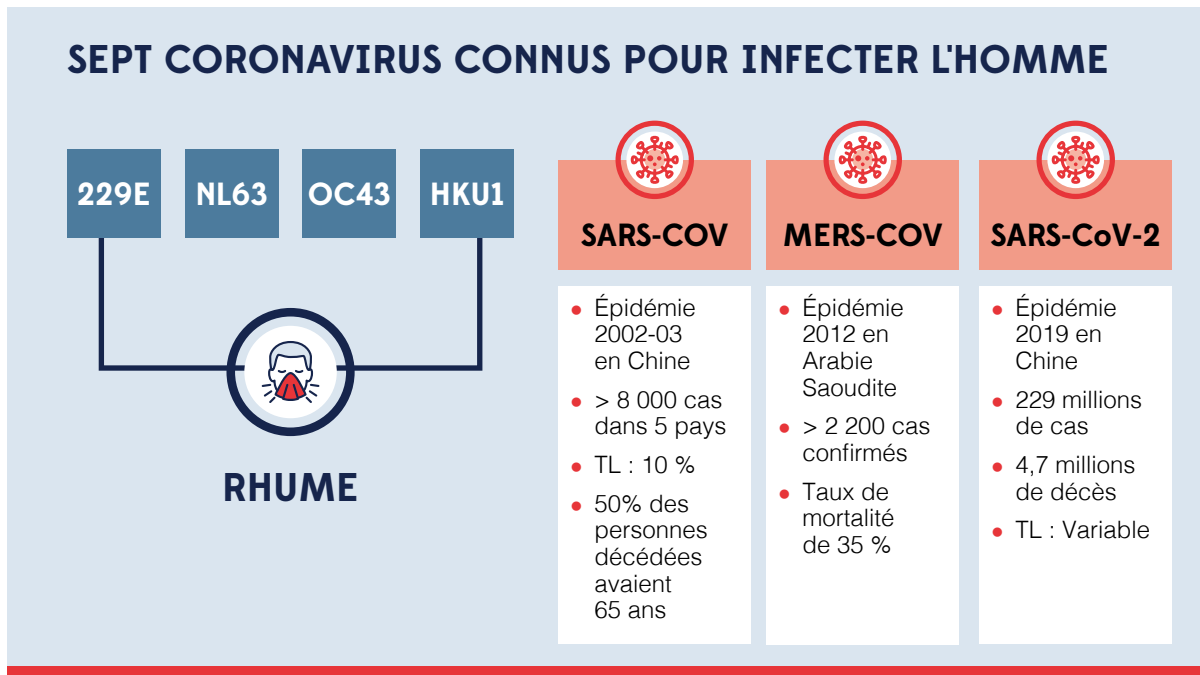 SEPT CORONAVIRUS CONNUS POUR INFECTER L'HOMME
229E
NL63
OC43
HKU1
RHUME
SARS-COV
• Épidémie
2002-03
en Chine
• > 8 000 cas
dans 5 pays
• TL : 10 %
• 50% des
personnes
décédées
avaient
65 ans
MERS-COV
• Épidémie
2012 en
Arabie
Saoudite
• > 2 200 cas
confirmés
• Taux de
mortalité
de 35 %
SARS-CoV-2
• Épidémie
2019 en
Chine
• 229 millions
de cas
• 4,7 millions
de décès
• TL : Variable